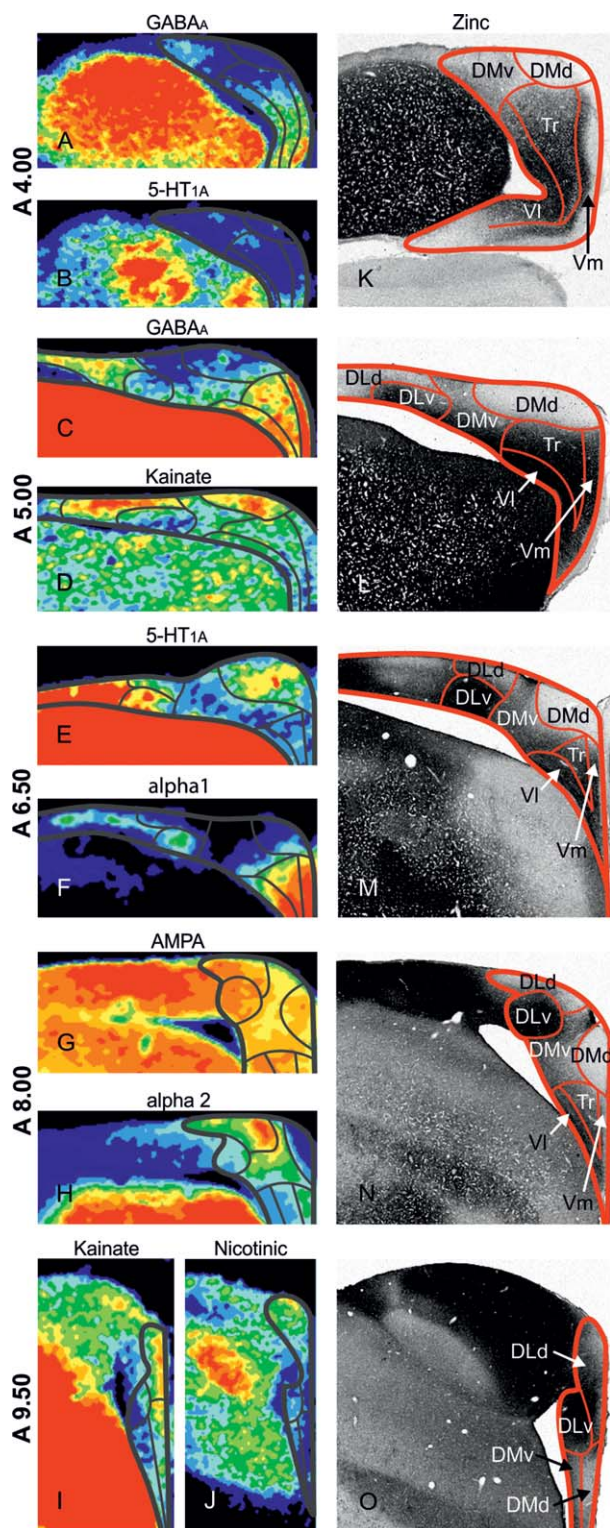 GABAA
Zinc
A 4.00
A
DMv
DMd
Tr
Vl
Vm
K
5-HT1A
B
GABAA
A 5.00
C
DLd
DLv
DMv
DMd
Tr
Vl
Vm
L
Kainate
D
5-HT1A
A 6.50
E
DLd
DLv
DMv
DMd
Tr
Vl
Vm
M
alpha1
F
AMPA
A 8.00
G
DLd
DLv
DMv
DMd
Tr
Vl
Vm
N
alpha 2
H
Kainate
Nicotinic
A 9.50
I
J
DLd
DLv
DMv
DMd
O